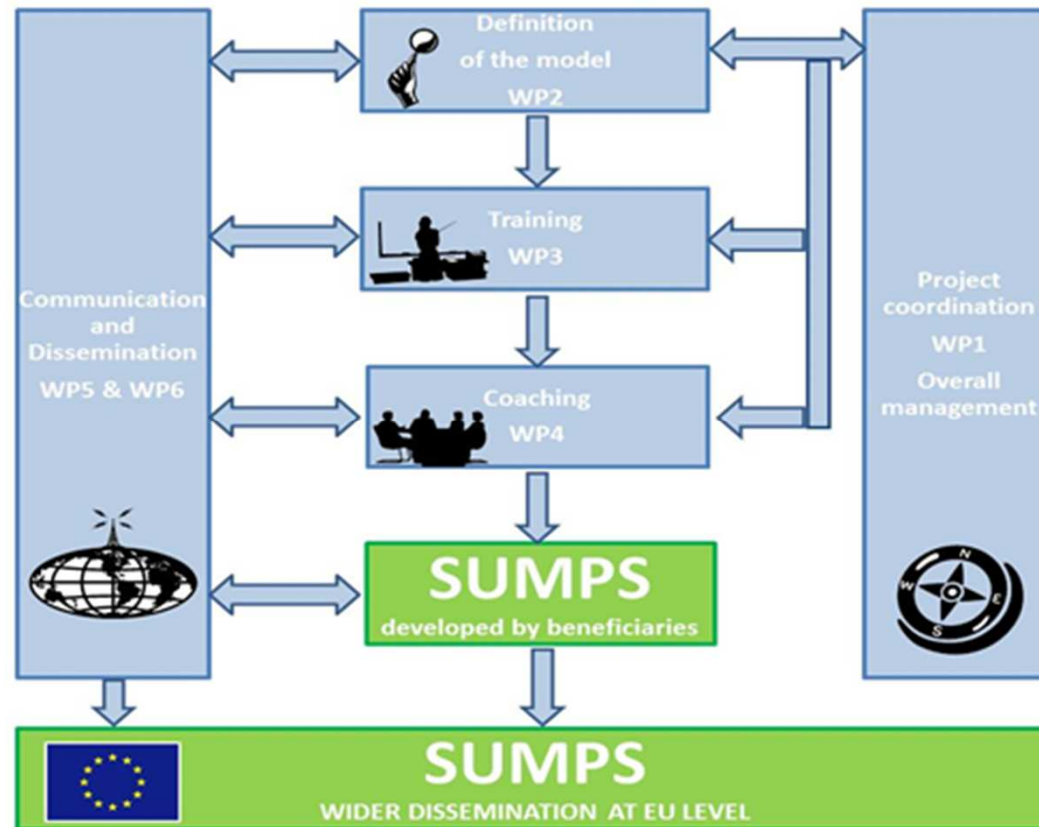 Definition
of the model
WP2
Training
WP3
Communication
and
Dissemination
WP5 & WP6
Project
coordination
WP1
Overall
management
Coaching
WP4
N
W
E
S
SUMPS
developed by beneficiaries
SUMPS
WIDER DISSEMINATION AT EU LEVEL